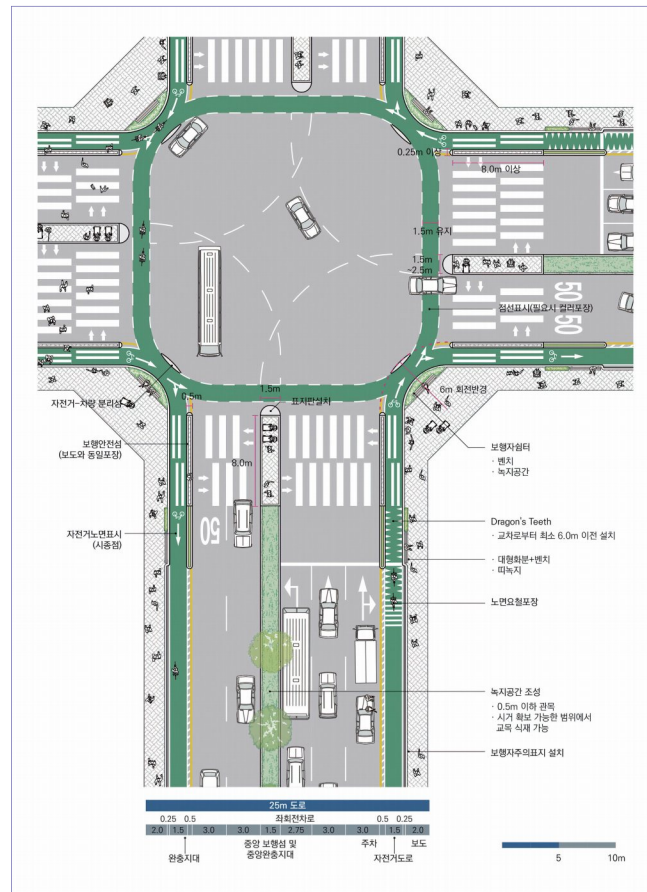 0.25m 이상
8.0m 이상
1.5m 유지
1.5m
~2.5m
50
점선표시(필요시 컬러포장)
50
1.5m
6m 회전반경
자전거-차량 분리섬
0.5m
표지판설치
보행자쉼터
· 벤치
· 녹지공간
보행안전섬
(보도와 동일포장)
8.0m
50
Dragon's Teeth
· 교차로부터 최소 6.0m 이전 설치
자전거노면표시
(시종점)
· 대형화분+벤치
· 띠녹지
노면요철포장
녹지공간 조성
· 0.5m 이하 관목
· 시거 확보 가능한 범위에서
교목 식재 가능
보행자주의표지 설치
25m 도로
0.25 0.5 좌회전차로 0.5 0.25
2.0 1.5 3.0 3.0 1.5 2.75 3.0 3.0 1.5 2.0
완충지대
중앙 보행섬 및
중앙완충지대
주차
자전거도로
보도
5 10m